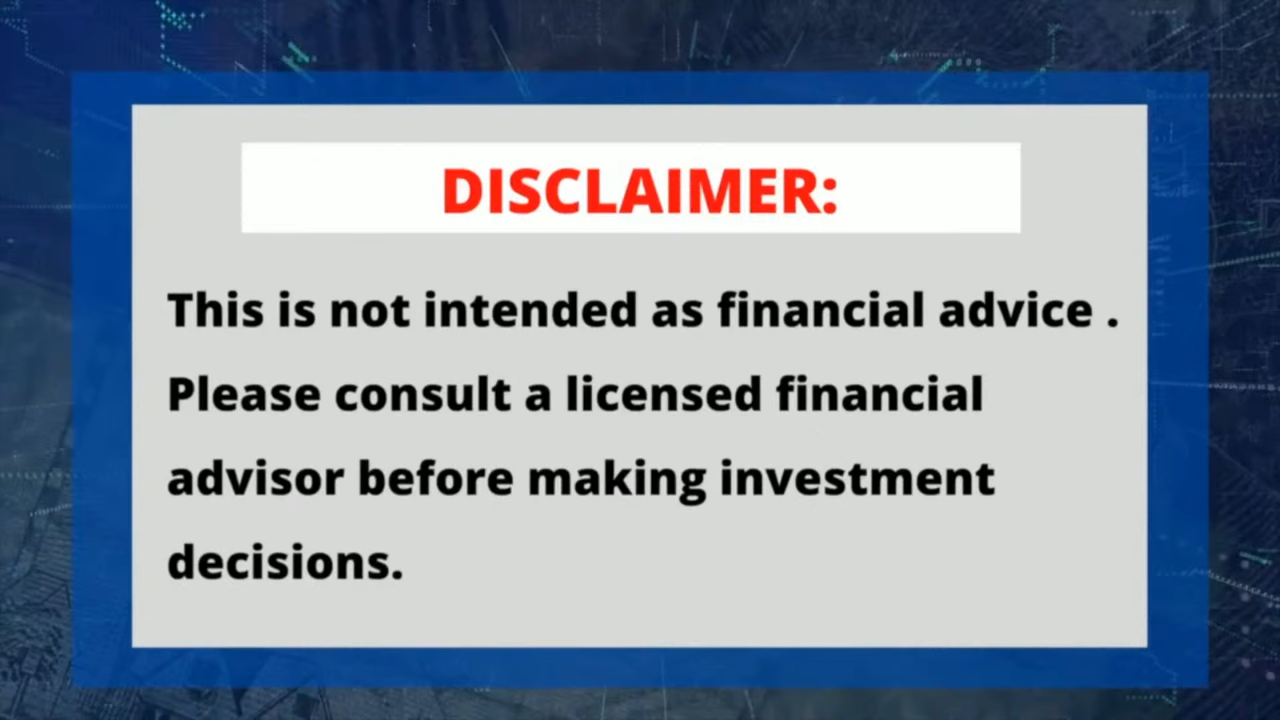 DISCLAIMER:
This is not intended as financial advice .
Please consult a licensed financial
advisor before making investment
decisions.